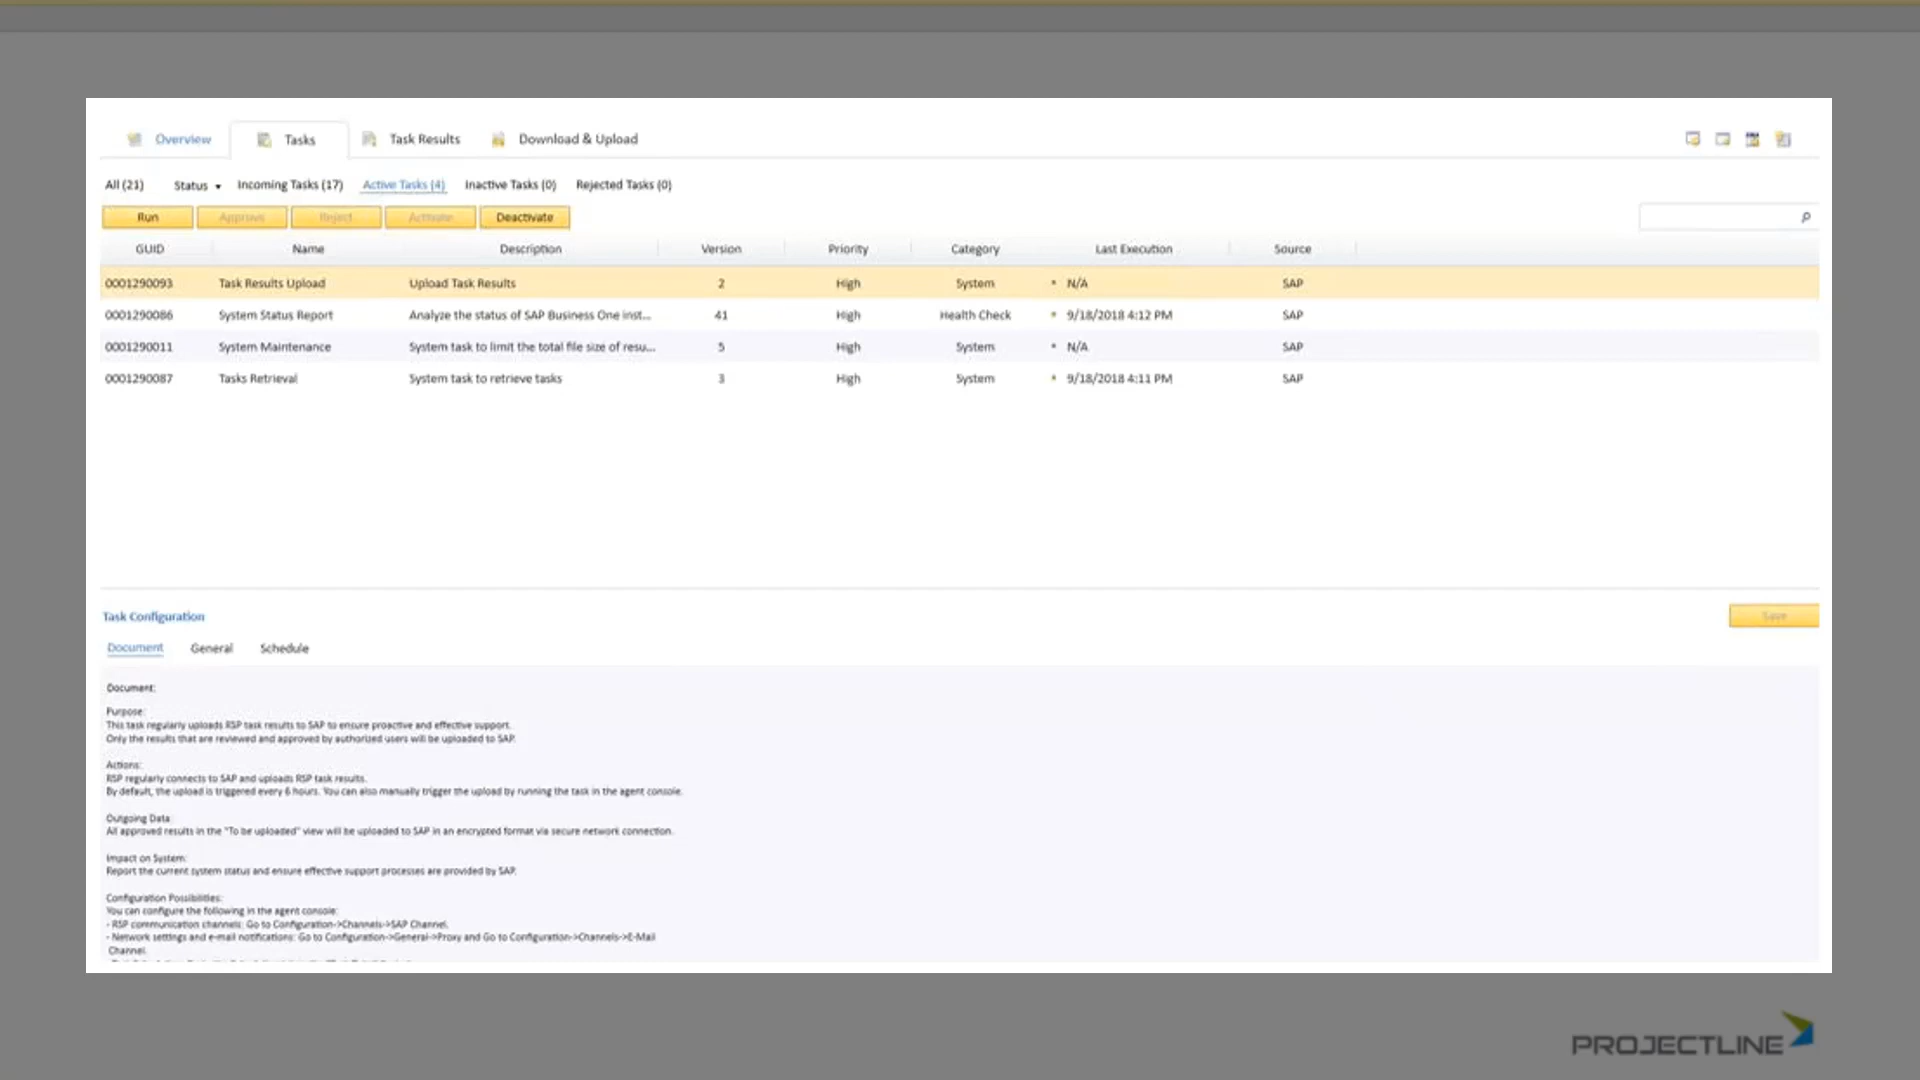 Overview Tasks Task Results Download & Upload
All (21) Status Incoming Tasks (17) Active Tasks (4) Inactive Tasks (0) Rejected Tasks (0)
Run Approve Reject Activate Deactivate
GUID Name Description Version Priority Category Last Execution Source
0001290093 Task Results Upload Upload Task Results 2 High System N/A SAP
0001290086 System Status Report Analyze the status of SAP Business One inst... 41 High Health Check 9/18/2018 4:12 PM SAP
0001290011 System Maintenance System task to limit the total file size of resu... 5 High System N/A SAP
0001290087 Tasks Retrieval System task to retrieve tasks 3 High System 9/18/2018 4:11 PM SAP
Task Configuration Save
Document General Schedule
Document:
Purpose:
This task regularly uploads RSP task results to SAP to ensure proactive and effective support.
Only the results that are reviewed and approved by authorized users will be uploaded to SAP.
Actions:
RSP regularly connects to SAP and uploads RSP task results.
By default, the upload is triggered every 6 hours. You can also manually trigger the upload by running the task in the agent console.
Outgoing Data:
All approved results in the "To be uploaded" view will be uploaded to SAP in an encrypted format via secure network connection.
Impact on System:
Report the current system status and ensure effective support processes are provided by SAP.
Configuration Possibilities:
You can configure the following in the agent console:
- RSP communication channels: Go to Configuration->Channels->SAP Channel.
- Network settings and e-mail notifications: Go to Configuration->General->Proxy and Go to Configuration->Channels->E-Mail
Channel.
PROJECTLINE